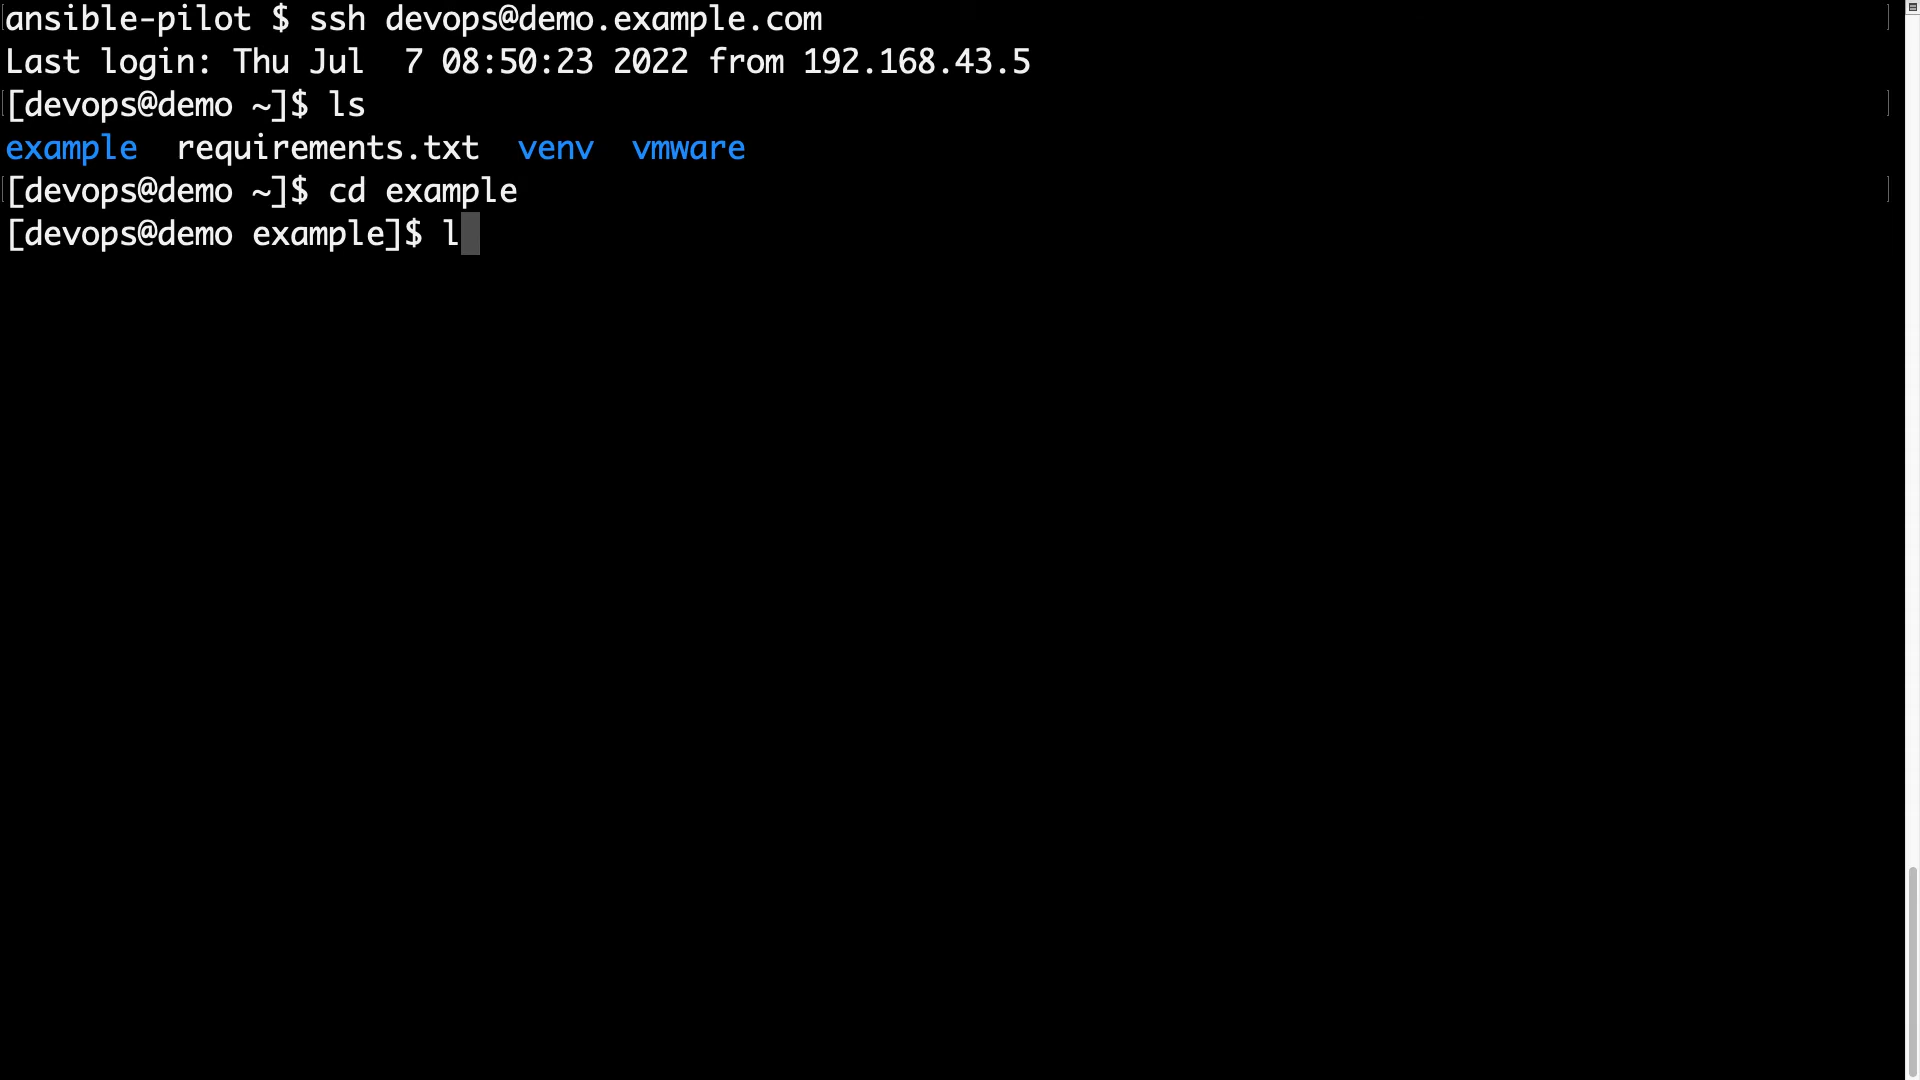 ansible-pilot $ ssh devops@demo.example.com
Last login: Thu Jul  7 08:50:23 2022 from 192.168.43.5
[devops@demo ~]$ ls
example  requirements.txt  venv  vmware
[devops@demo ~]$ cd example
[devops@demo example]$ l